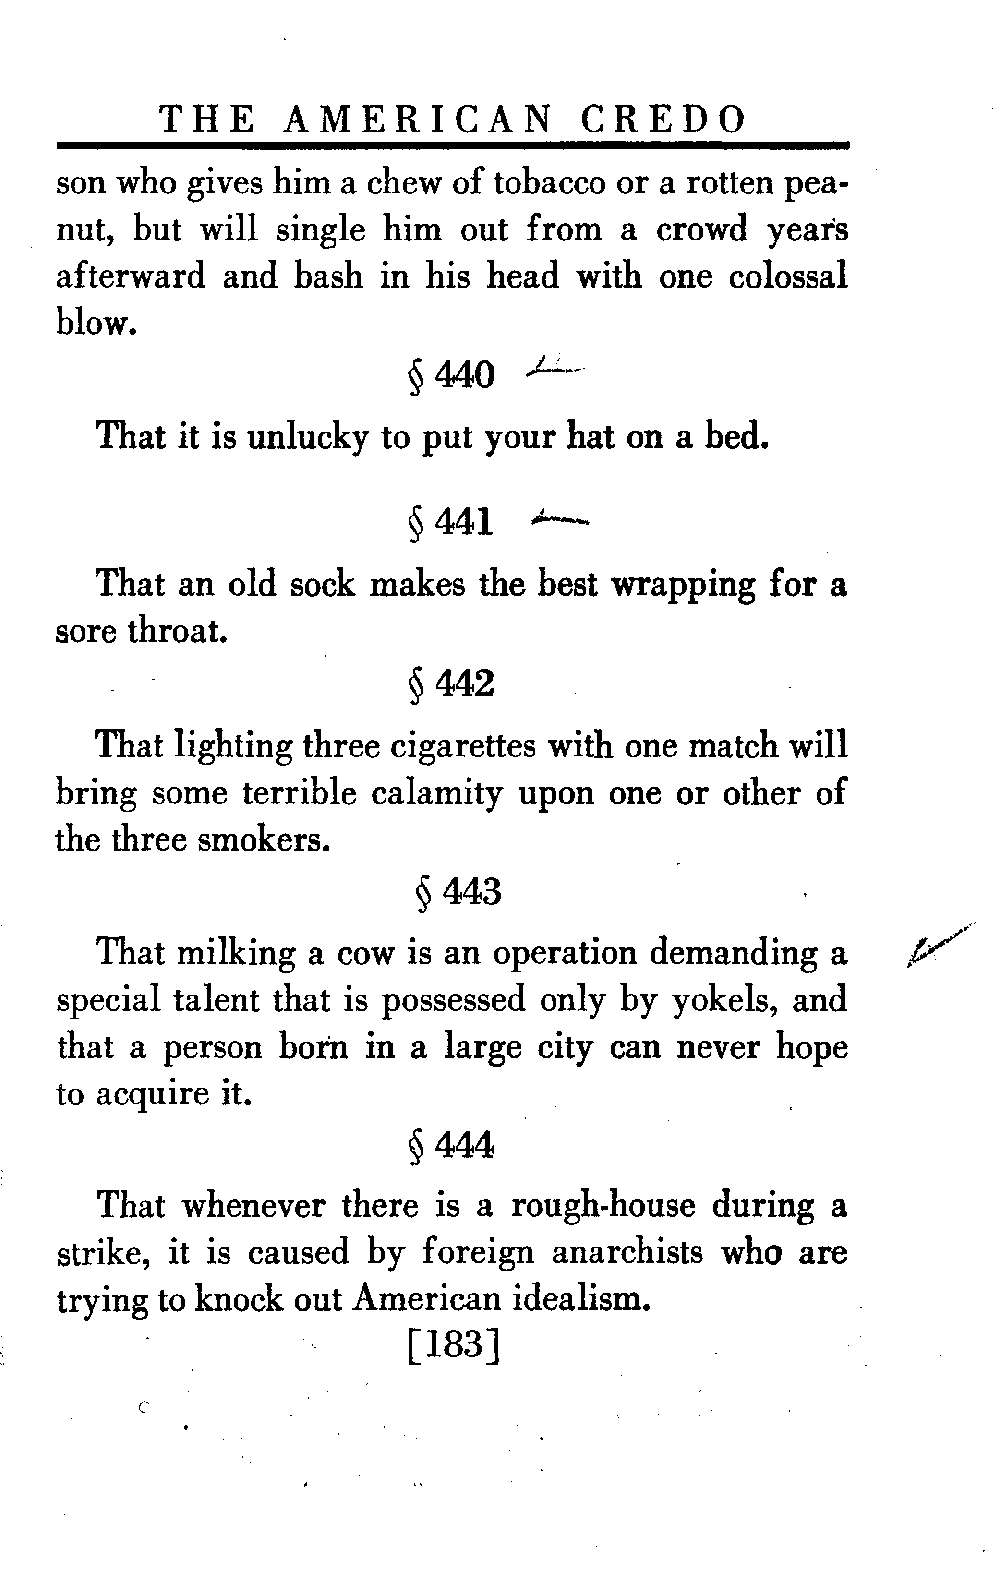 THE AMERICAN CREDO
son who gives him a chew of tobacco or a rotten pea-
nut, but will single him out from a crowd years
afterward and bash in his head with one colossal
blow.
§ 440
That it is unlucky to put your hat on a bed.
§ 441
That an old sock makes the best wrapping for a
sore throat.
§ 442
That lighting three cigarettes with one match will
bring some terrible calamity upon one or other of
the three smokers.
§ 443
That milking a cow is an operation demanding a
special talent that is possessed only by yokels, and
that a person born in a large city can never hope
to acquire it.
§ 444
That whenever there is a rough-house during a
strike, it is caused by foreign anarchists who are
trying to knock out American idealism.
[183]